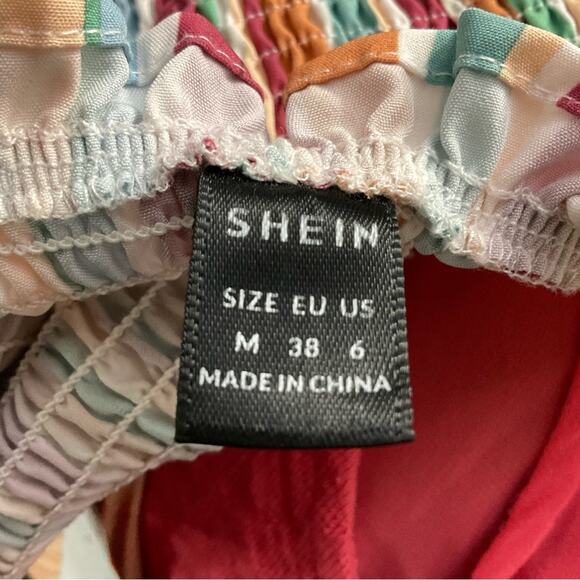 SHEIN
SIZE EU US
M 38 6
MADE IN CHINA